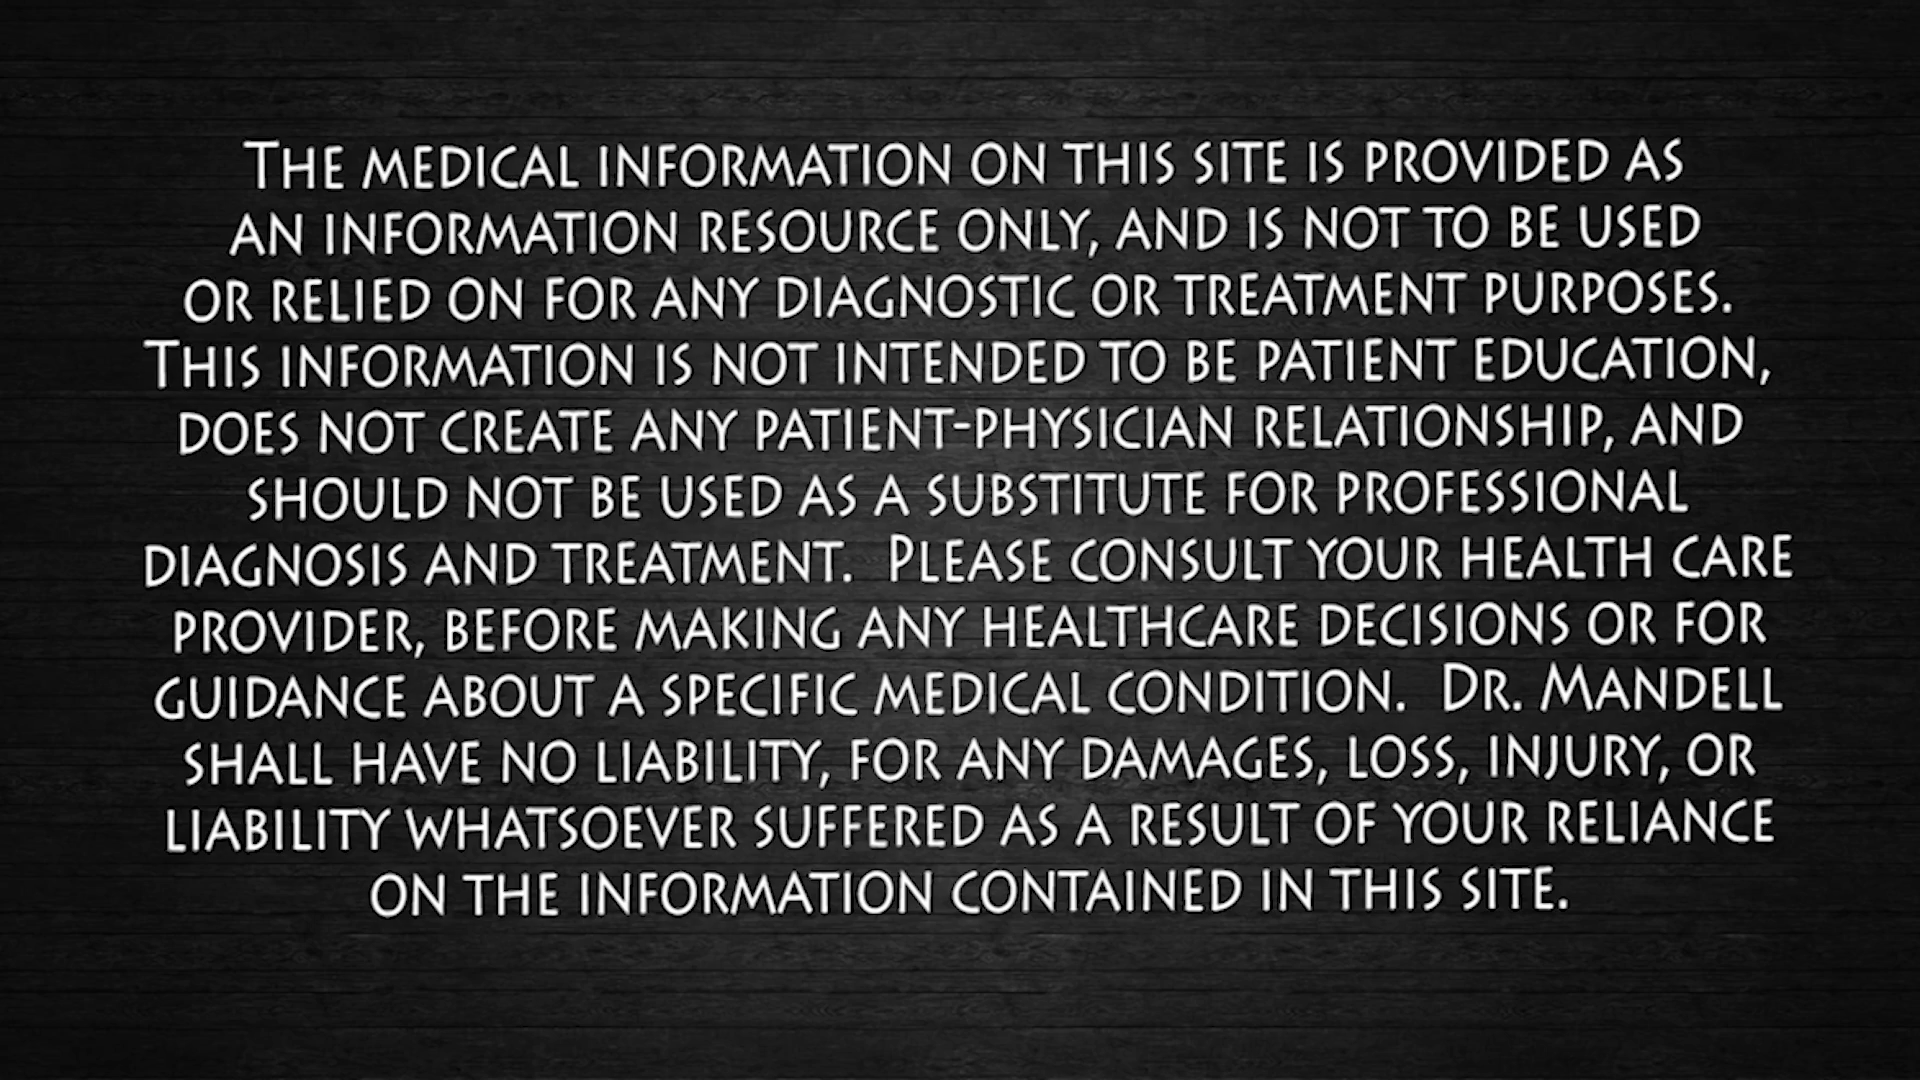 The medical information on this site is provided as
an information resource only, and is not to be used
or relied on for any diagnostic or treatment purposes.
This information is not intended to be patient education,
does not create any patient-physician relationship, and
should not be used as a substitute for professional
diagnosis and treatment.  Please consult your health care
provider, before making any healthcare decisions or for
guidance about a specific medical condition.  Dr. Mandell
shall have no liability, for any damages, loss, injury, or
liability whatsoever suffered as a result of your reliance
on the information contained in this site.